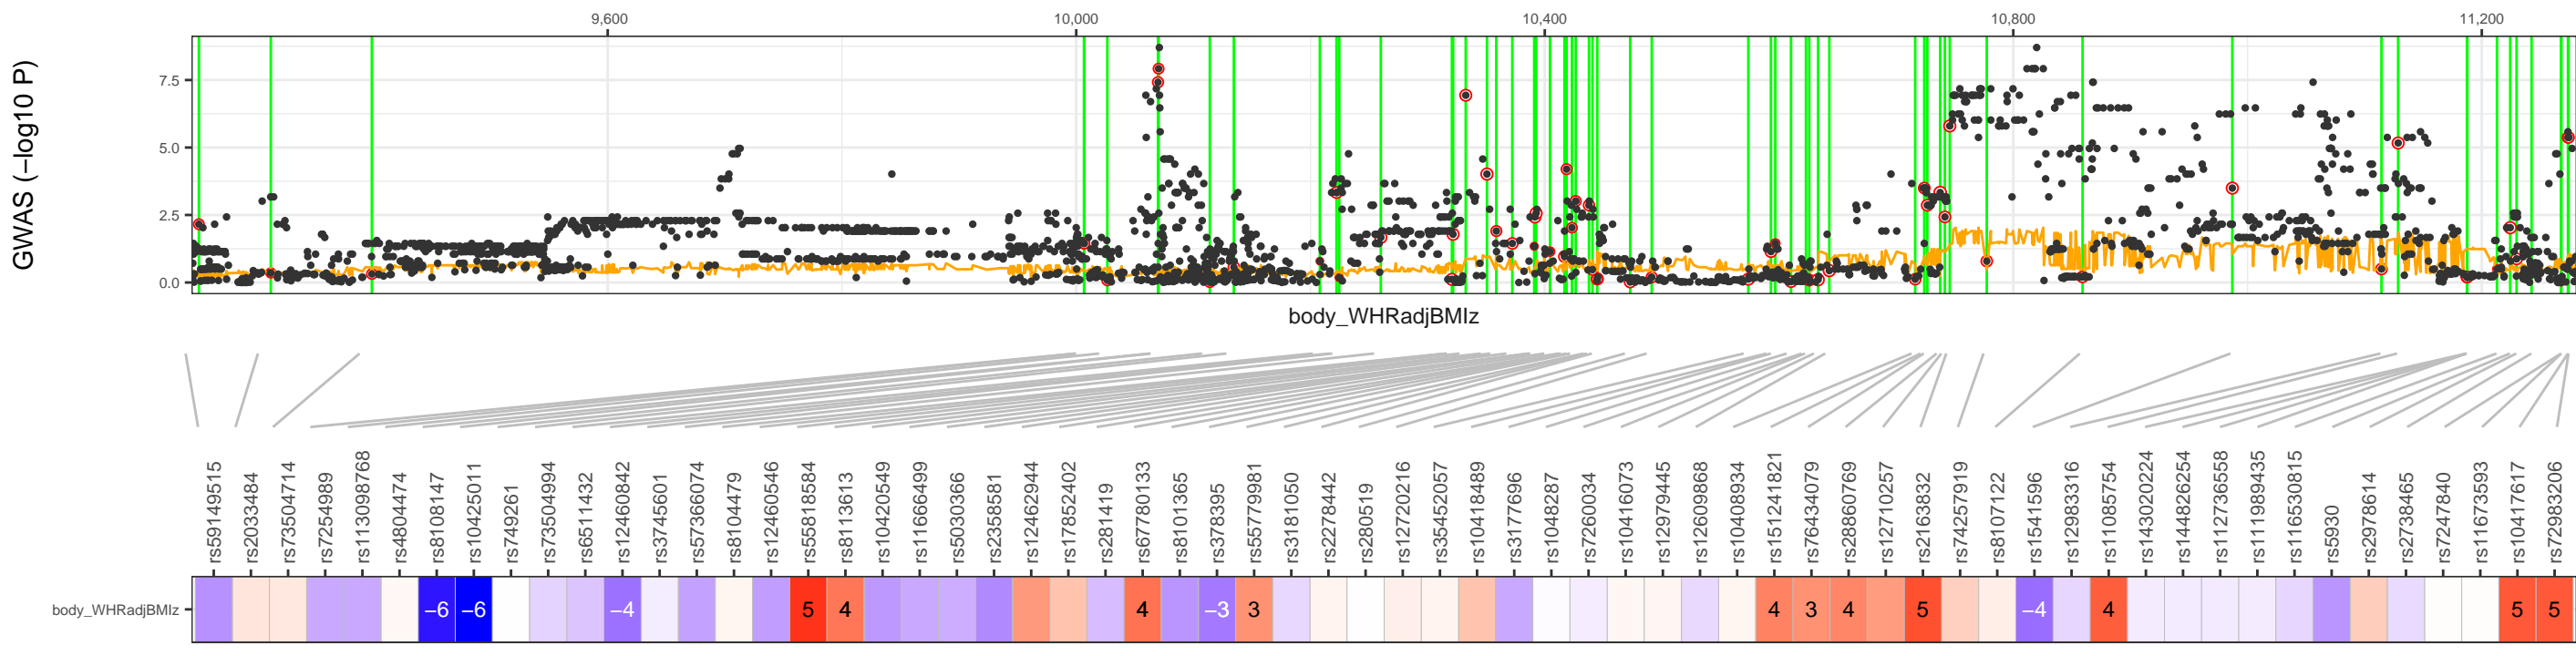 9,600 10,000 10,400 10,800 11,200
GWAS (−log10 P)
7.5
5.0
2.5
0.0
body_WHRadjBMIz
rs59149515
rs2033484
rs73504714
rs7254989
rs113098768
rs4804474
rs8108147
rs10425011
rs749261
rs73504994
rs6511432
rs12460842
rs3745601
rs57366074
rs8104479
rs12460546
rs55818584
rs8113613
rs10420549
rs11666499
rs5030366
rs2358581
rs12462944
rs17852402
rs281419
rs67780133
rs8101365
rs3783395
rs55779981
rs3181050
rs2278442
rs280519
rs12720216
rs35452057
rs10418489
rs3177696
rs1048287
rs7260034
rs10416073
rs12979445
rs12609868
rs10408934
rs151241821
rs76434079
rs28860769
rs12710257
rs2163832
rs74257919
rs8107122
rs1541596
rs12983316
rs11085754
rs143020224
rs144826254
rs112736558
rs111989435
rs116530815
rs5930
rs2978614
rs2738465
rs7247840
rs11673593
rs10417617
rs72983206
body_WHRadjBMIz −6 −6 −4 5 4 4 −3 3 4 3 4 5 −4 4 5 5